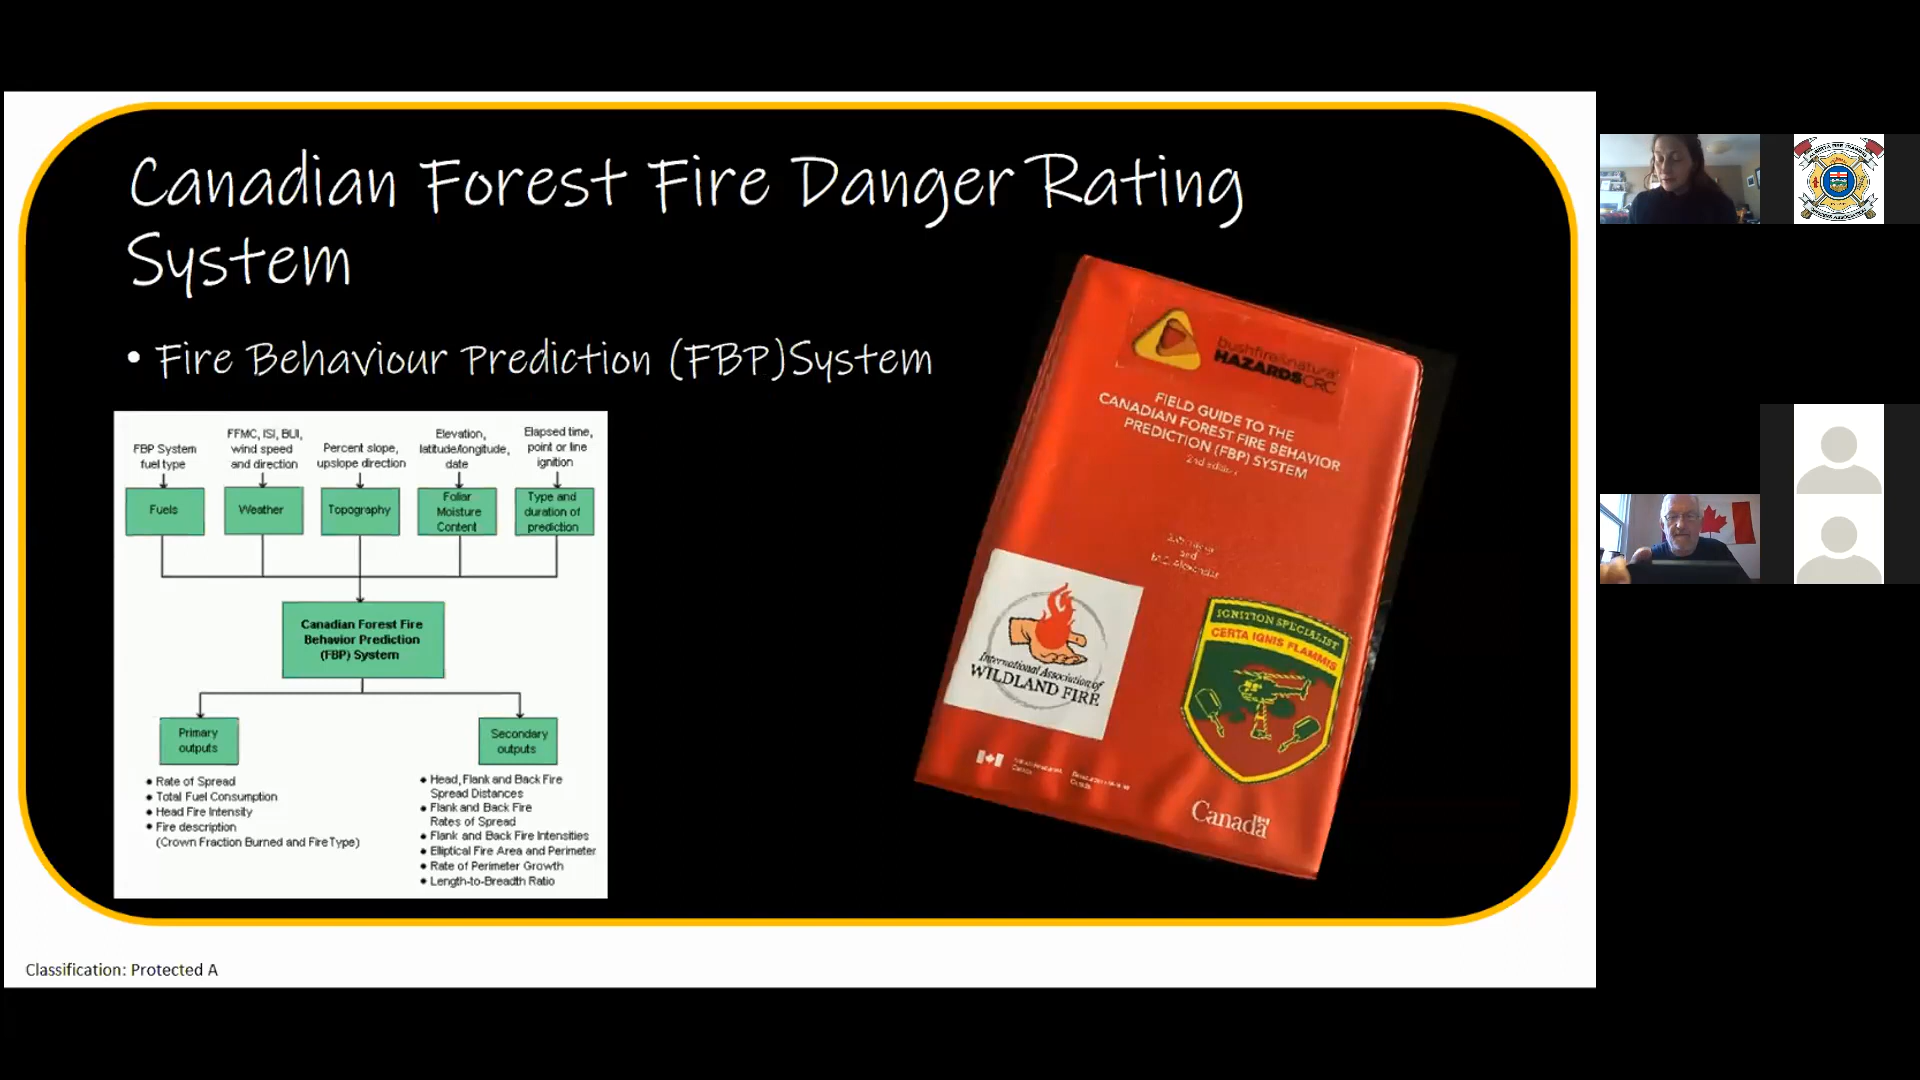 Canadian Forest Fire Danger Rating
System
• Fire Behaviour Prediction (FBP)System
FBP System
fuel type
FFMC, ISI, BUI,
wind speed
and direction
Percent slope,
upslope direction
Elevation,
latitude/longitude,
date
Elapsed time,
point or line
ignition
Fuels
Weather
Topography
Foliar
Moisture
Content
Type and
duration of
prediction
Canadian Forest Fire
Behavior Prediction
(FBP) System
Primary
outputs
Secondary
outputs
• Rate of Spread
• Total Fuel Consumption
• Head Fire Intensity
• Fire description
(Crown Fraction Burned and Fire Type)
• Head, Flank and Back Fire
Spread Distances
• Flank and Back Fire
Rates of Spread
• Flank and Back Fire Intensities
• Elliptical Fire Area and Perimeter
• Rate of Perimeter Growth
• Length-to-Breadth Ratio
bushfire&natural
HAZARDSCRC
FIELD GUIDE TO THE
CANADIAN FOREST FIRE BEHAVIOR
PREDICTION (FBP) SYSTEM
2nd edition
and
International Association of
WILDLAND FIRE
IGNITION SPECIALIST
CERTA IGNIS FLAMMIS
Canada
Classification: Protected A